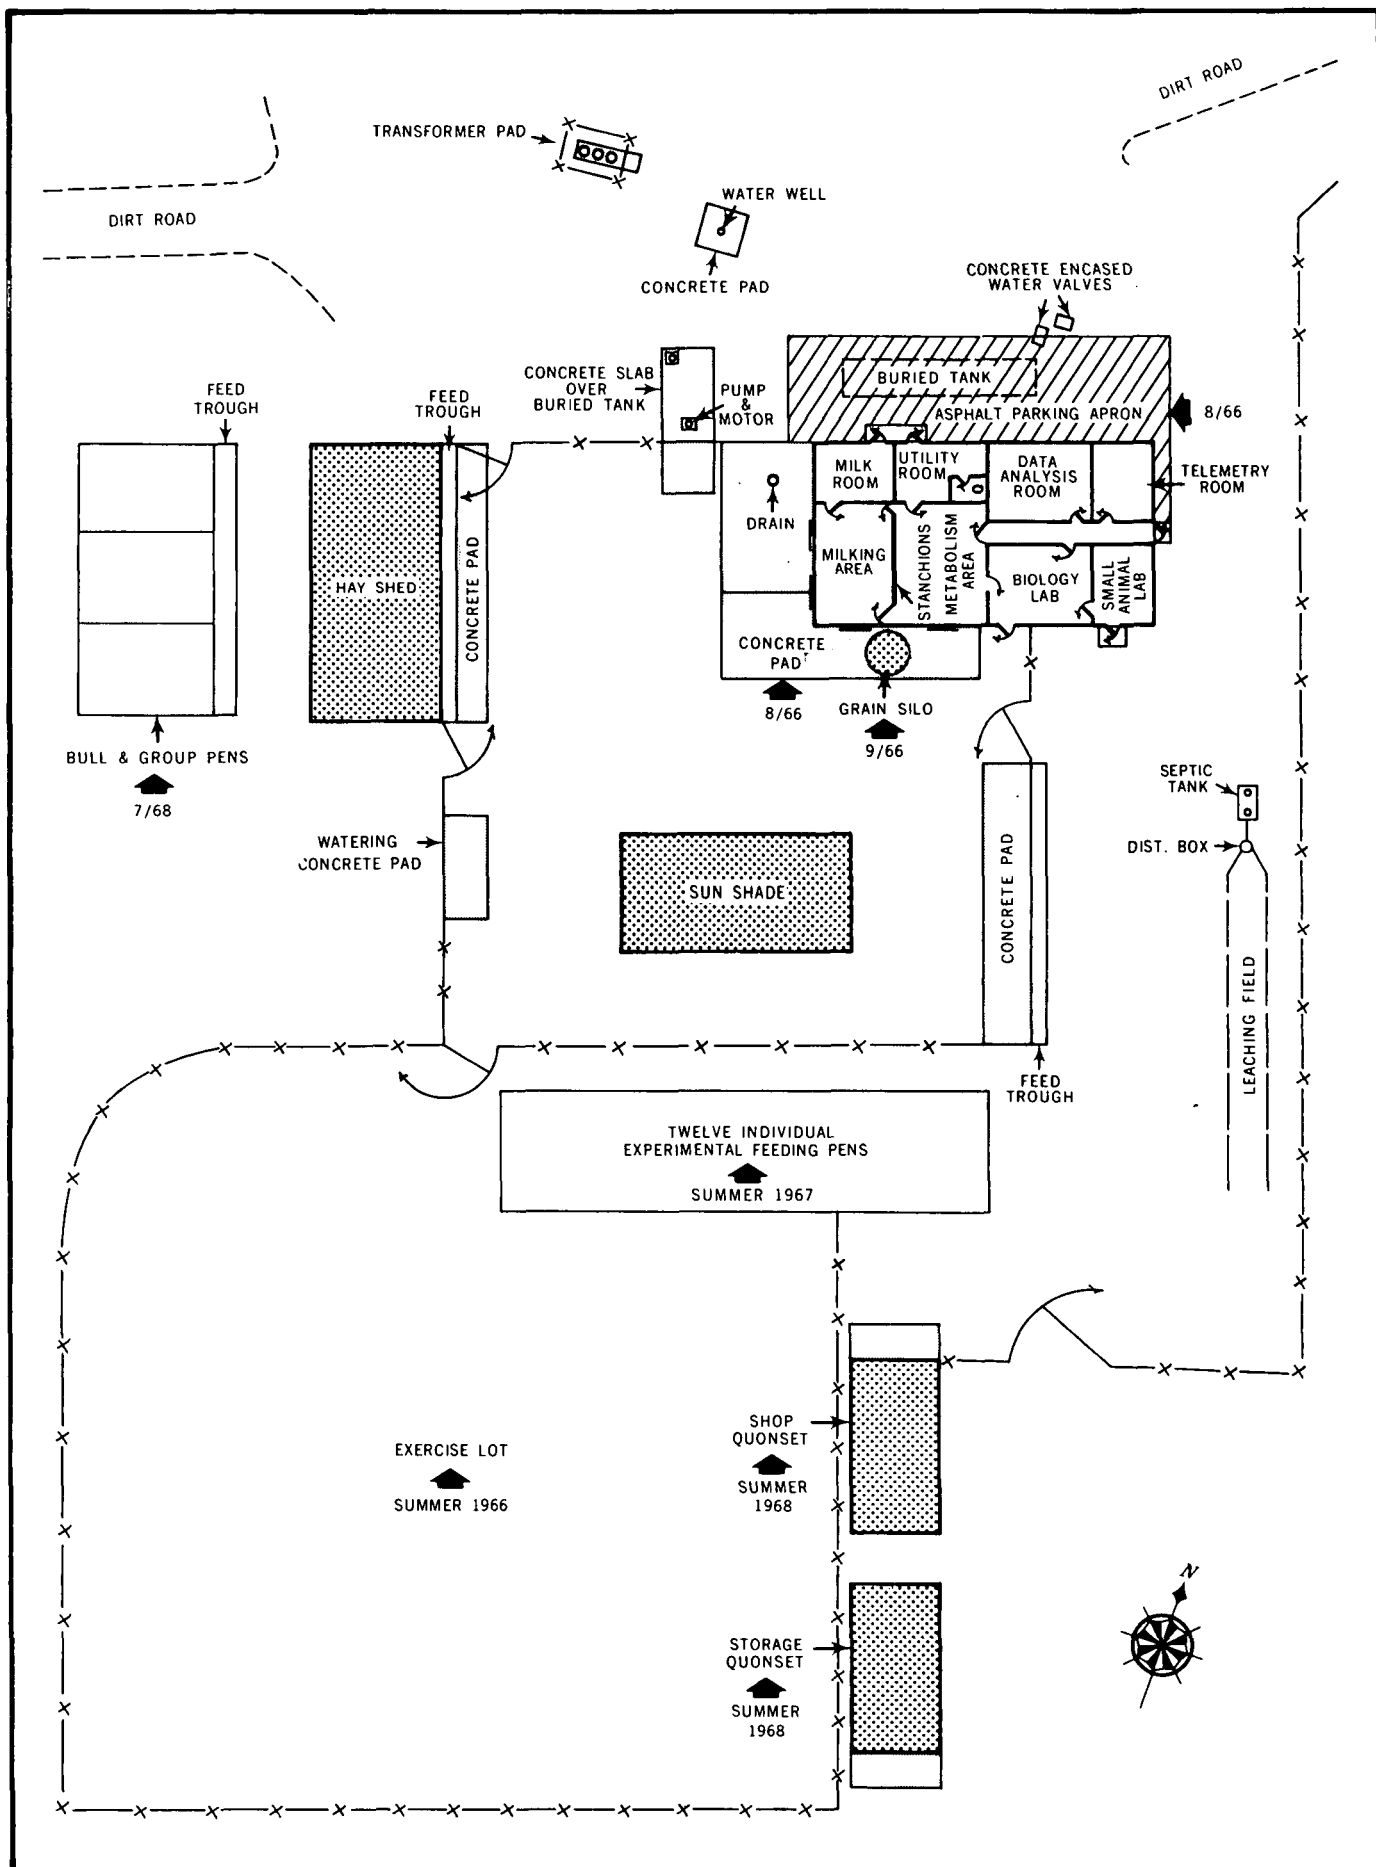 DIRT ROAD
TRANSFORMER PAD
WATER WELL
DIRT ROAD
CONCRETE PAD
CONCRETE ENCASED
WATER VALVES
CONCRETE SLAB
OVER
BURIED TANK
PUMP
&
MOTOR
BURIED TANK
ASPHALT PARKING APRON
8/66
FEED
TROUGH
FEED
TROUGH
MILK
ROOM
UTILITY
ROOM
DATA
ANALYSIS
ROOM
TELEMETRY
ROOM
DRAIN
HAY SHED
CONCRETE PAD
MILKING
AREA
STANCHIONS
METABOLISM
AREA
BIOLOGY
LAB
SMALL
ANIMAL
LAB
CONCRETE
PAD
8/66
GRAIN SILO
9/66
BULL & GROUP PENS
7/68
WATERING
CONCRETE PAD
SUN SHADE
CONCRETE PAD
SEPTIC
TANK
DIST. BOX
LEACHING FIELD
FEED
TROUGH
TWELVE INDIVIDUAL
EXPERIMENTAL FEEDING PENS
SUMMER 1967
EXERCISE LOT
SUMMER 1966
SHOP
QUONSET
SUMMER
1968
STORAGE
QUONSET
SUMMER
1968
N